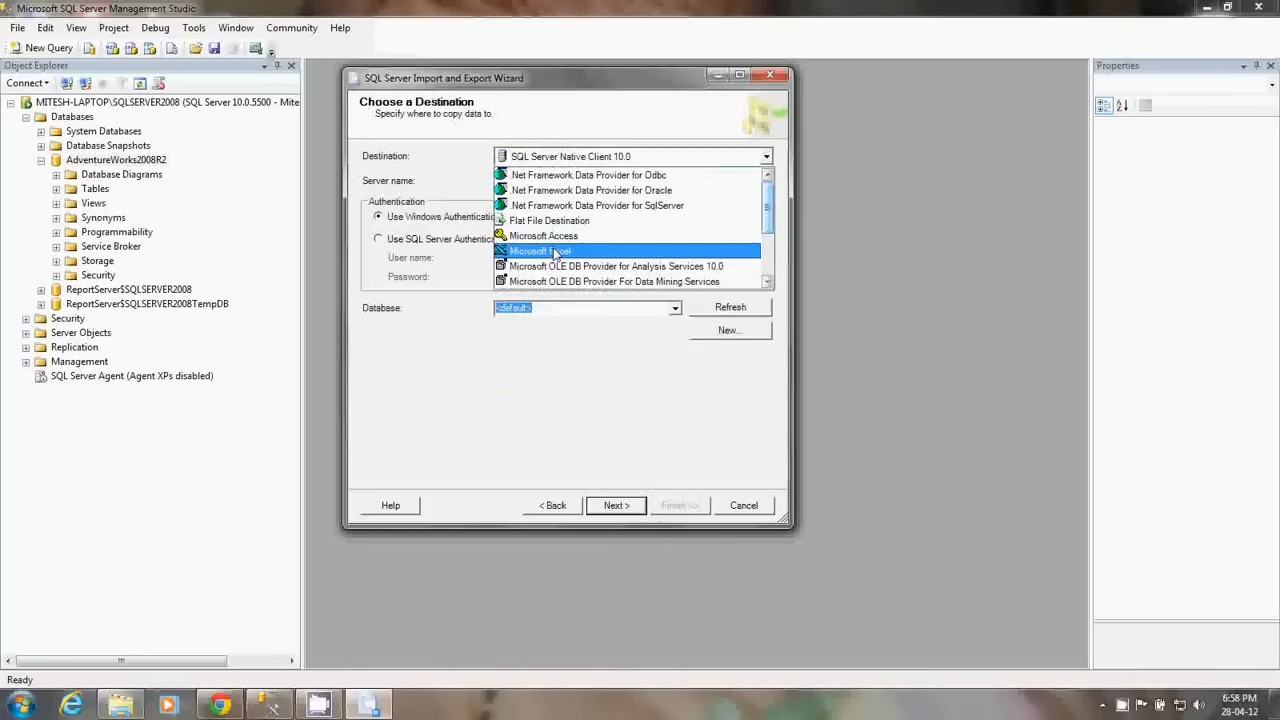 Microsoft SQL Server Management Studio
File Edit View Project Debug Tools Window Community Help
New Query
Object Explorer
Properties
Connect
MITESH-LAPTOP\SQLSERVER2008 (SQL Server 10.0.5500 - Mite
Databases
System Databases
Database Snapshots
AdventureWorks2008R2
Database Diagrams
Tables
Views
Synonyms
Programmability
Service Broker
Storage
Security
ReportServer$SQLSERVER2008
ReportServer$SQLSERVER2008TempDB
Security
Server Objects
Replication
Management
SQL Server Agent (Agent XPs disabled)
SQL Server Import and Export Wizard
Choose a Destination
Specify where to copy data to.
Destination: SQL Server Native Client 10.0
Server name:
Authentication
Use Windows Authenticatio
Use SQL Server Authentic
User name:
Password:
.Net Framework Data Provider for Odbc
.Net Framework Data Provider for Oracle
.Net Framework Data Provider for SqlServer
Flat File Destination
Microsoft Access
Microsoft Excel
Microsoft OLE DB Provider for Analysis Services 10.0
Microsoft OLE DB Provider For Data Mining Services
Database: <default> Refresh
New...
Help < Back Next > Finish >> Cancel
6:58 PM
28-04-12